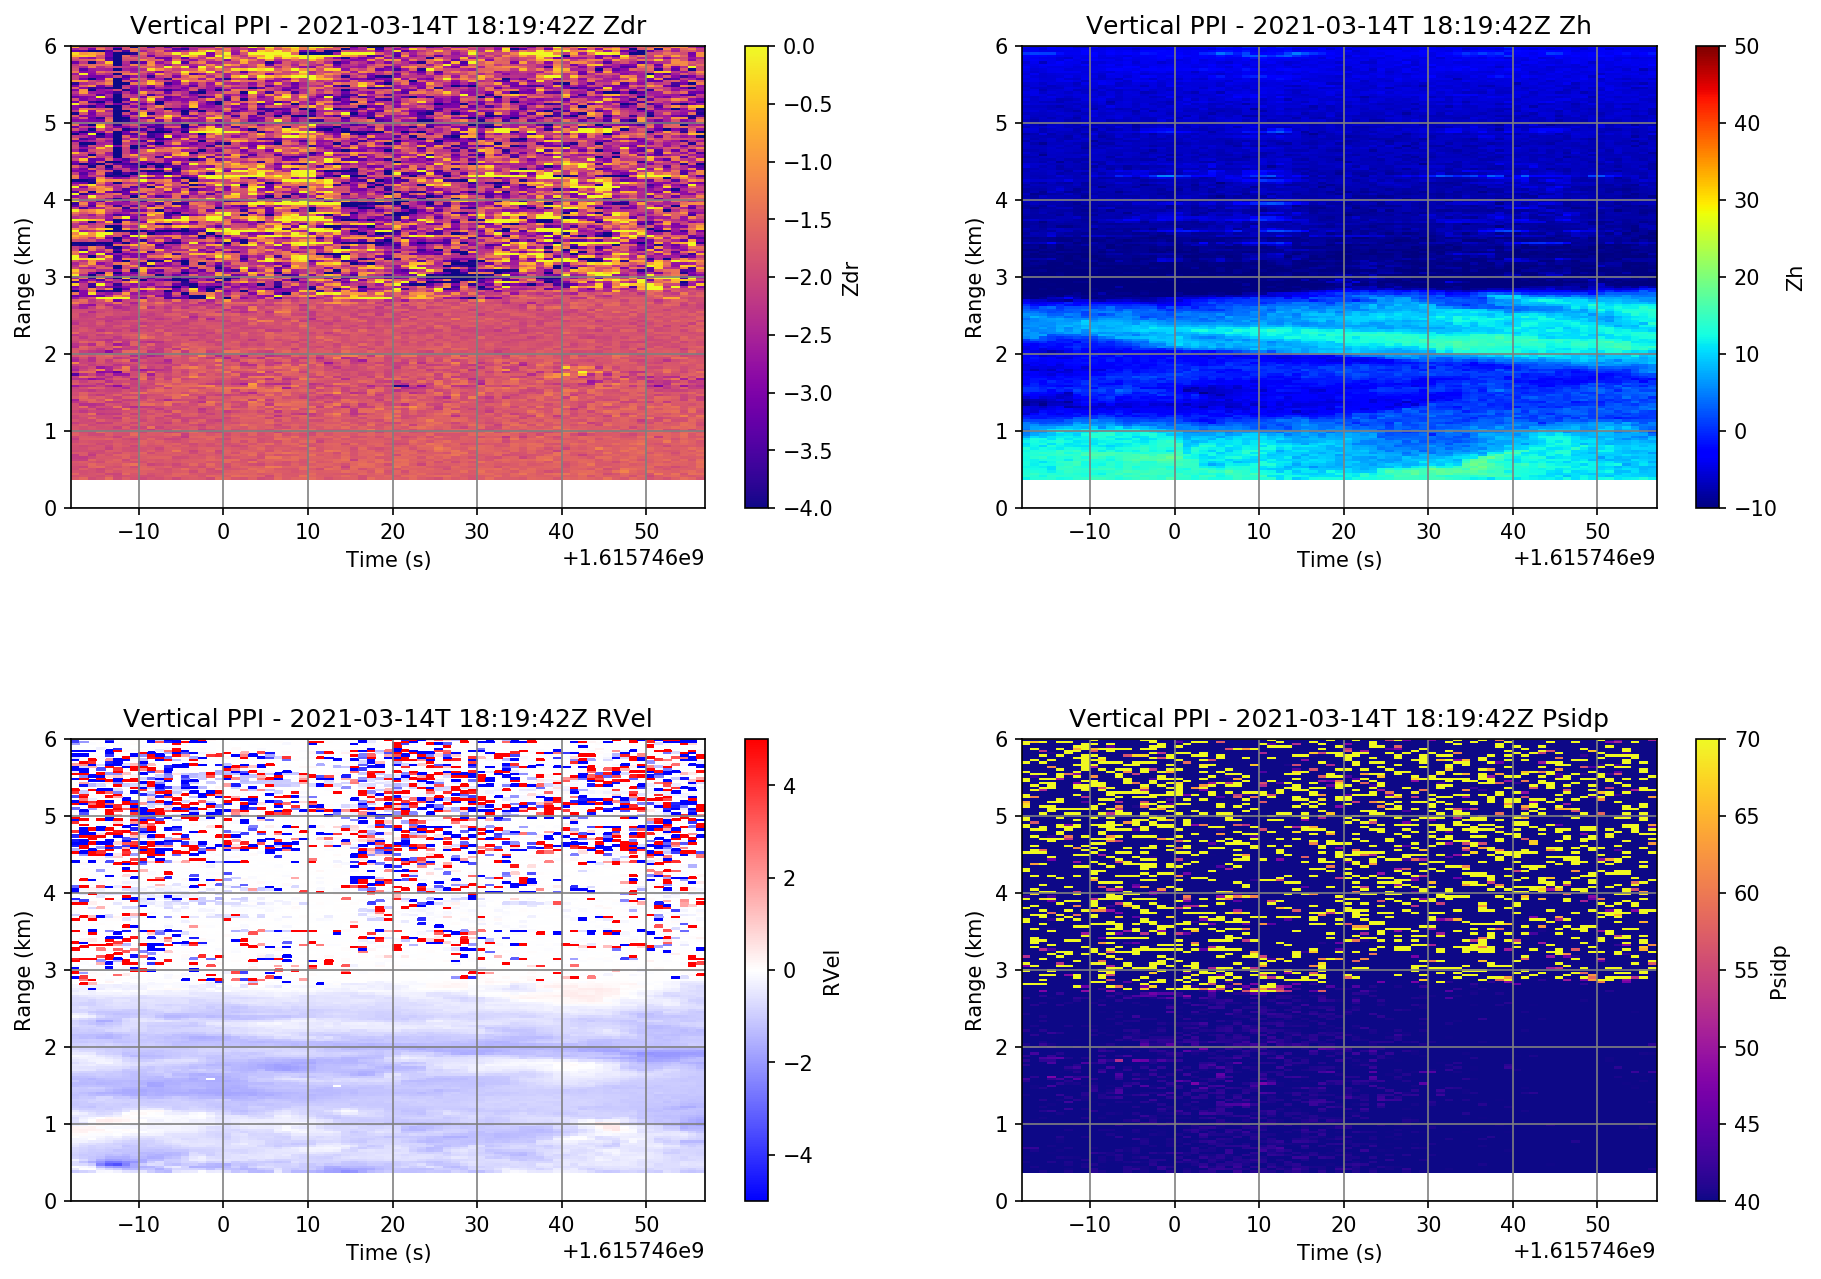 Vertical PPI - 2021-03-14T 18:19:42Z Zdr
6
5
4
3
2
1
0
Range (km)
−10 0 10 20 30 40 50
Time (s)
+1.615746e9
0.0
−0.5
−1.0
−1.5
−2.0
−2.5
−3.0
−3.5
−4.0
Zdr
Vertical PPI - 2021-03-14T 18:19:42Z Zh
6
5
4
3
2
1
0
Range (km)
−10 0 10 20 30 40 50
Time (s)
+1.615746e9
50
40
30
20
10
0
−10
Zh
Vertical PPI - 2021-03-14T 18:19:42Z RVel
6
5
4
3
2
1
0
Range (km)
−10 0 10 20 30 40 50
Time (s)
+1.615746e9
4
2
0
−2
−4
RVel
Vertical PPI - 2021-03-14T 18:19:42Z Psidp
6
5
4
3
2
1
0
Range (km)
−10 0 10 20 30 40 50
Time (s)
+1.615746e9
70
65
60
55
50
45
40
Psidp